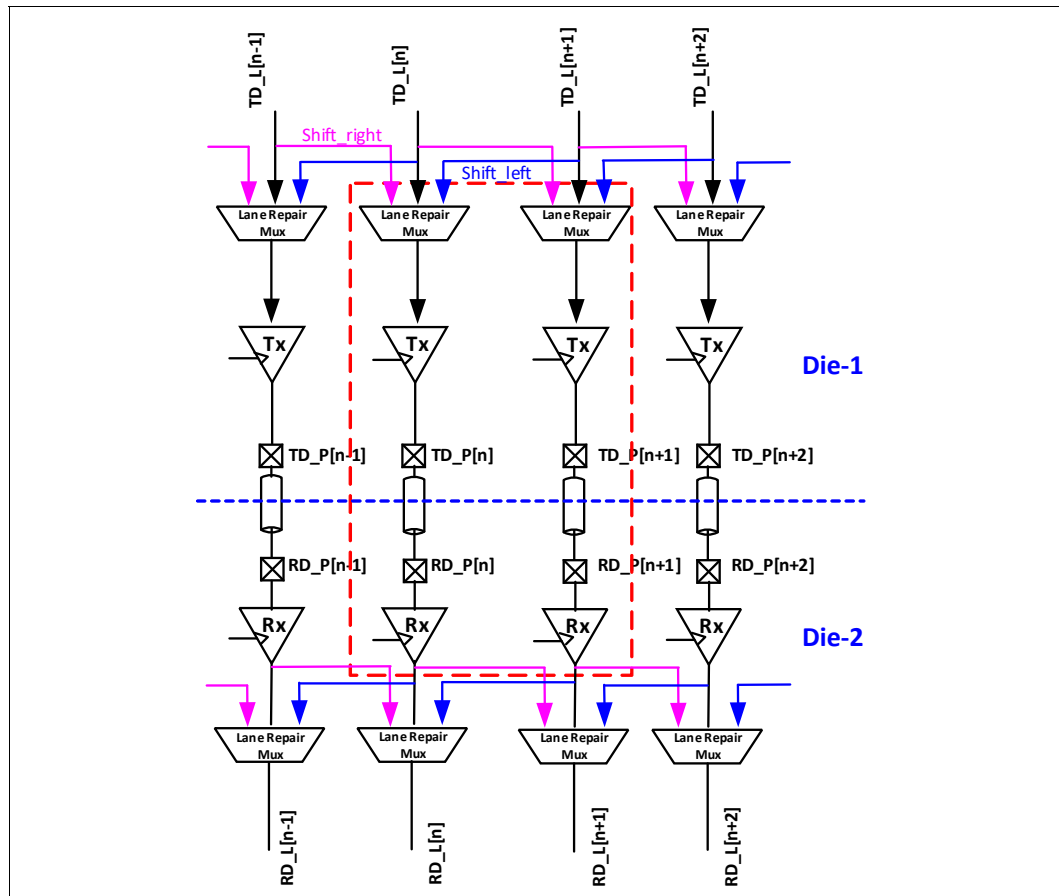 TD_L[n-1]
TD_L[n]
TD_L[n+1]
TD_L[n+2]
Shift_right
Shift_left
Lane Repair
Mux
Lane Repair
Mux
Lane Repair
Mux
Lane Repair
Mux
Tx
Tx
Tx
Tx
Die-1
TD_P[n-1]
TD_P[n]
TD_P[n+1]
TD_P[n+2]
RD_P[n-1]
RD_P[n]
RD_P[n+1]
RD_P[n+2]
Rx
Rx
Rx
Rx
Die-2
Lane Repair
Mux
Lane Repair
Mux
Lane Repair
Mux
Lane Repair
Mux
RD_L[n-1]
RD_L[n]
RD_L[n+1]
RD_L[n+2]